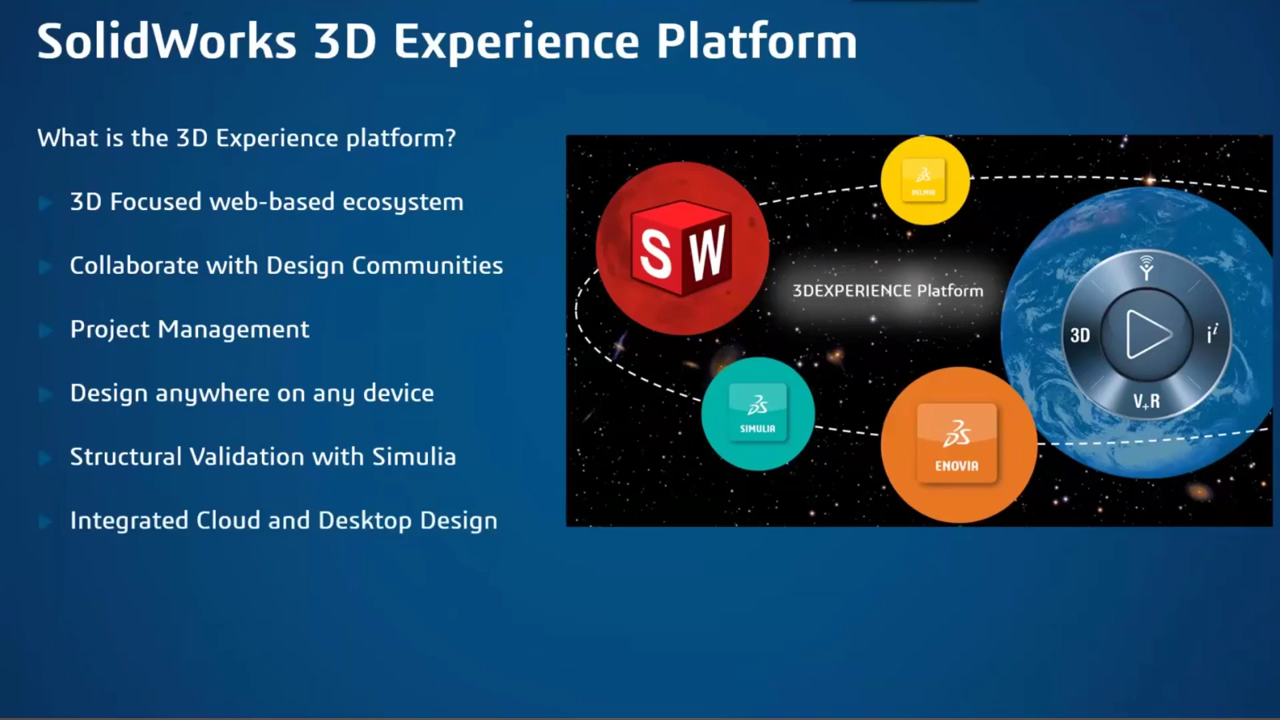 SolidWorks 3D Experience Platform
What is the 3D Experience platform?
3D Focused web-based ecosystem
Collaborate with Design Communities
Project Management
Design anywhere on any device
Structural Validation with Simulia
Integrated Cloud and Desktop Design
DELMIA
SW
3DEXPERIENCE Platform
3D
i
V+R
SIMULIA
ENOVIA